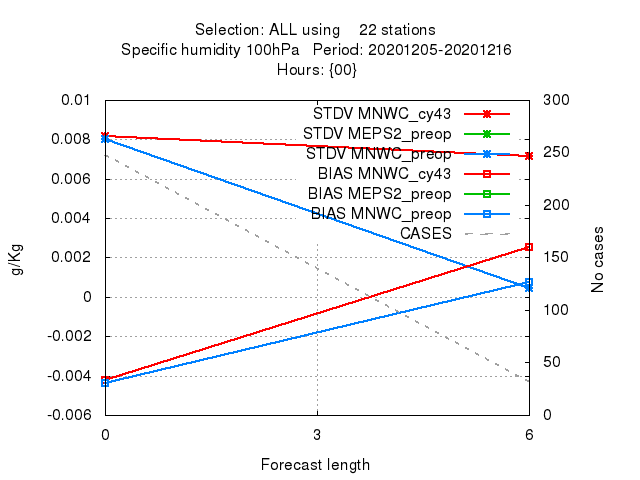 Selection: ALL using    22 stations
Specific humidity 100hPa   Period: 20201205-20201216
Hours: {00}
0.01
0.008
0.006
0.004
0.002
0
-0.002
-0.004
-0.006
g/Kg
STDV MNWC_cy43
STDV MEPS2_preop
STDV MNWC_preop
BIAS MNWC_cy43
BIAS MEPS2_preop
BIAS MNWC_preop
CASES
300
250
200
150
100
50
0
No cases
0 3 6
Forecast length